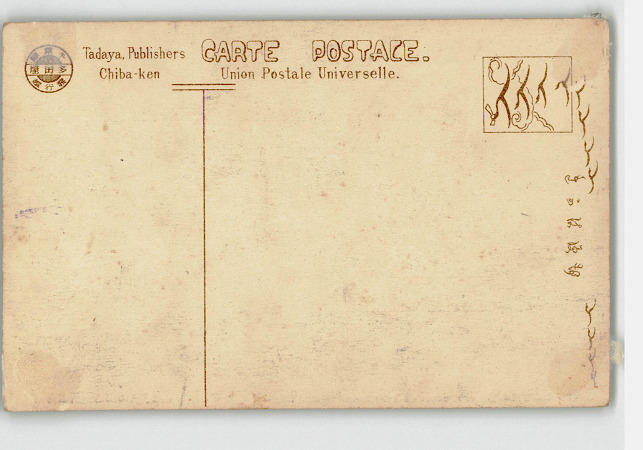 Tadaya, Publishers
Chiba-ken
CARTE POSTALE.
Union Postale Universelle.